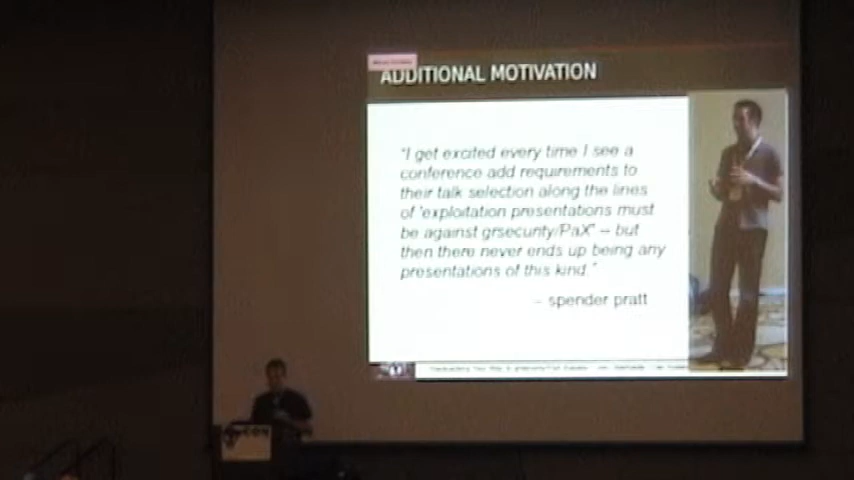 ADDITIONAL MOTIVATION
"I get excited every time I see a
conference add requirements to
their talk selection along the lines
of 'exploitation presentations must
be against grsecurity/PaX' – but
then there never ends up being any
presentations of this kind."
– spender pratt